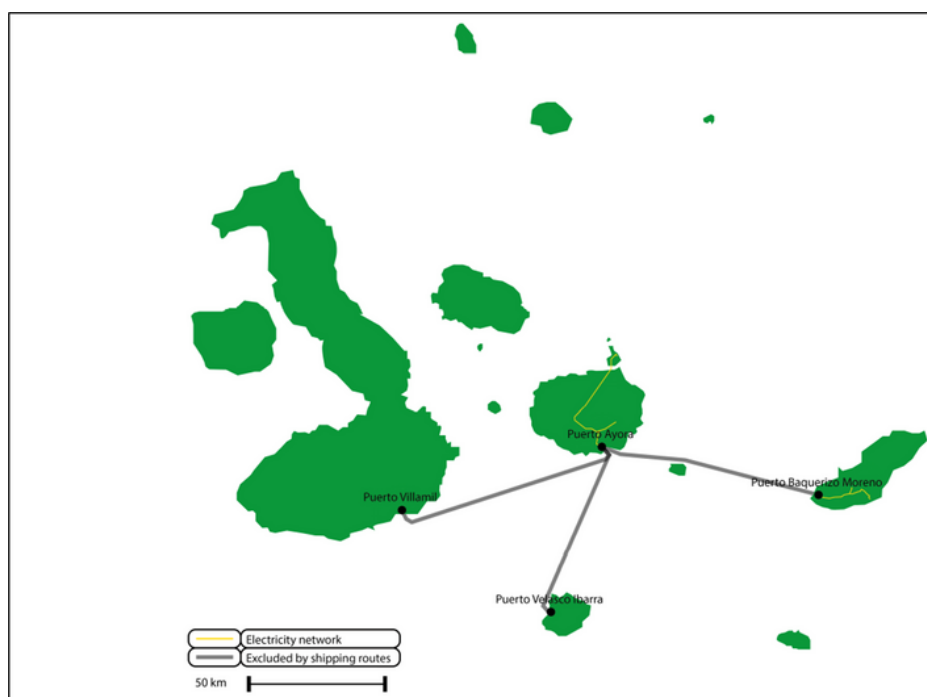 Puerto Ayora
Puerto Baquerizo Moreno
Puerto Villamil
Puerto Velasco Ibarra
Electricity network
Excluded by shipping routes
50 km